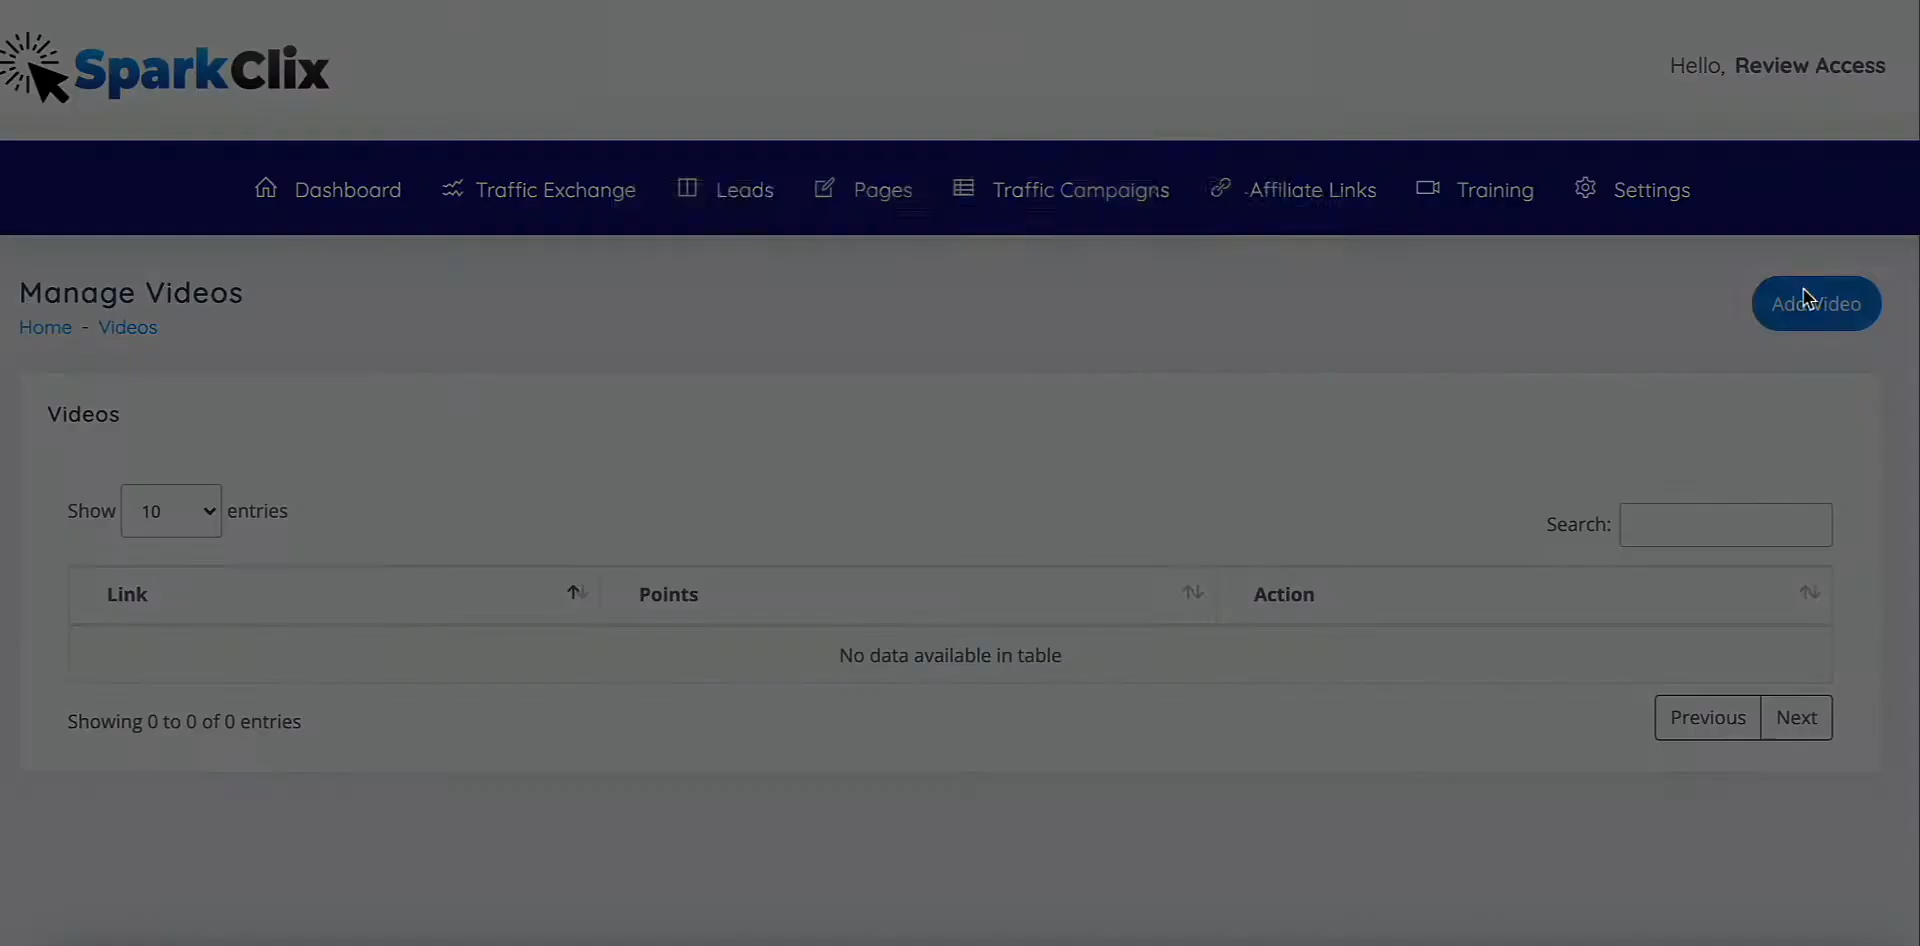 SparkClix
Hello, Review Access
Dashboard Traffic Exchange Leads Pages Traffic Campaigns Affiliate Links Training Settings
Manage Videos
Add Video
Home - Videos
Videos
Show 10 entries
Search:
Link Points Action
No data available in table
Showing 0 to 0 of 0 entries
Previous Next